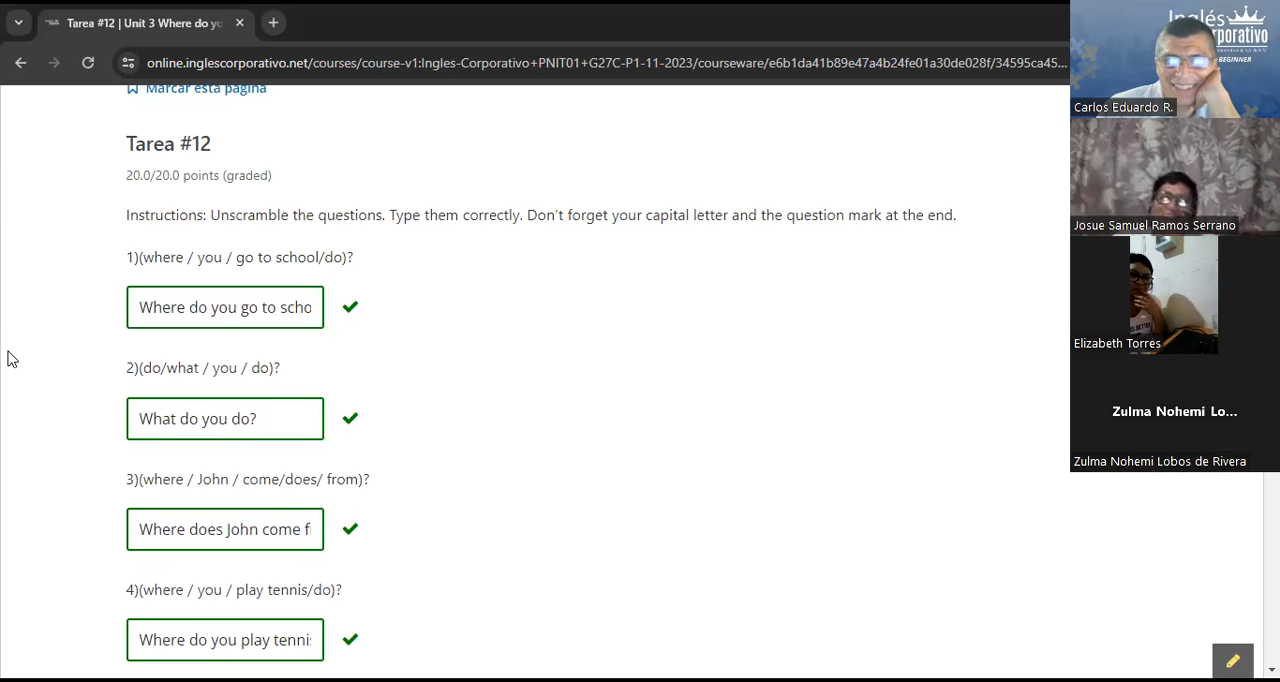 Tarea #12 | Unit 3 Where do yo
online.inglescorporativo.net/courses/course-v1:Ingles-Corporativo+PNIT01+G27C-P1-11-2023/courseware/e6b1da41b89e47a4b24fe01a30de028f/34595ca45...
Marcar esta página
Tarea #12
20.0/20.0 points (graded)
Instructions: Unscramble the questions. Type them correctly. Don't forget your capital letter and the question mark at the end.
1)(where / you / go to school/do)?
Where do you go to scho
2)(do/what / you / do)?
What do you do?
3)(where / John / come/does/ from)?
Where does John come f
4)(where / you / play tennis/do)?
Where do you play tennis
Inglés
orporativo
BEGINNER
Carlos Eduardo R.
Josue Samuel Ramos Serrano
Elizabeth Torres
Zulma Nohemi Lo...
Zulma Nohemi Lobos de Rivera